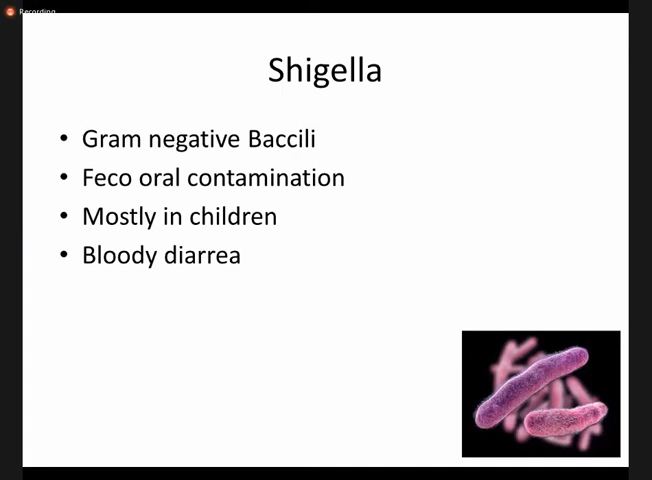 Recording
Shigella
• Gram negative Baccili
• Feco oral contamination
• Mostly in children
• Bloody diarrea